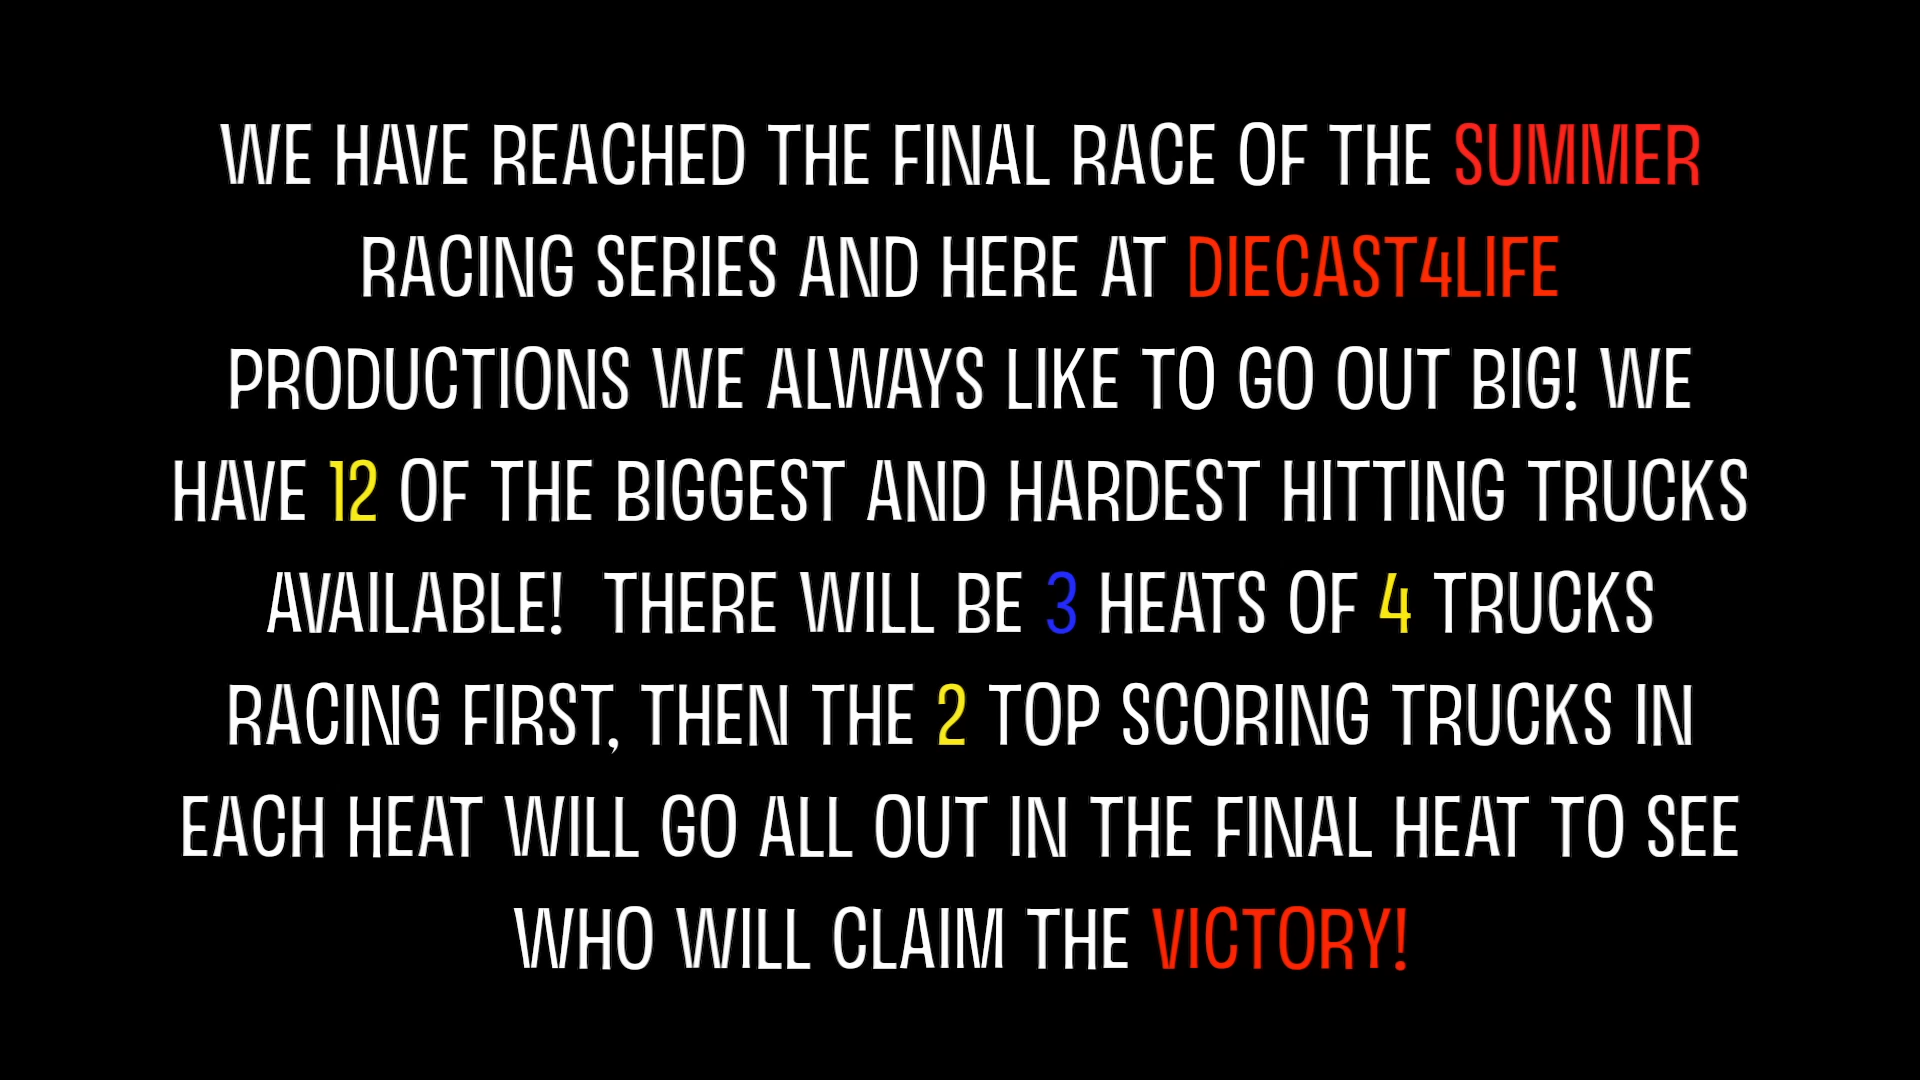 WE HAVE REACHED THE FINAL RACE OF THE SUMMER
RACING SERIES AND HERE AT DIECAST4LIFE
PRODUCTIONS WE ALWAYS LIKE TO GO OUT BIG! WE
HAVE 12 OF THE BIGGEST AND HARDEST HITTING TRUCKS
AVAILABLE!  THERE WILL BE 3 HEATS OF 4 TRUCKS
RACING FIRST, THEN THE 2 TOP SCORING TRUCKS IN
EACH HEAT WILL GO ALL OUT IN THE FINAL HEAT TO SEE
WHO WILL CLAIM THE VICTORY!